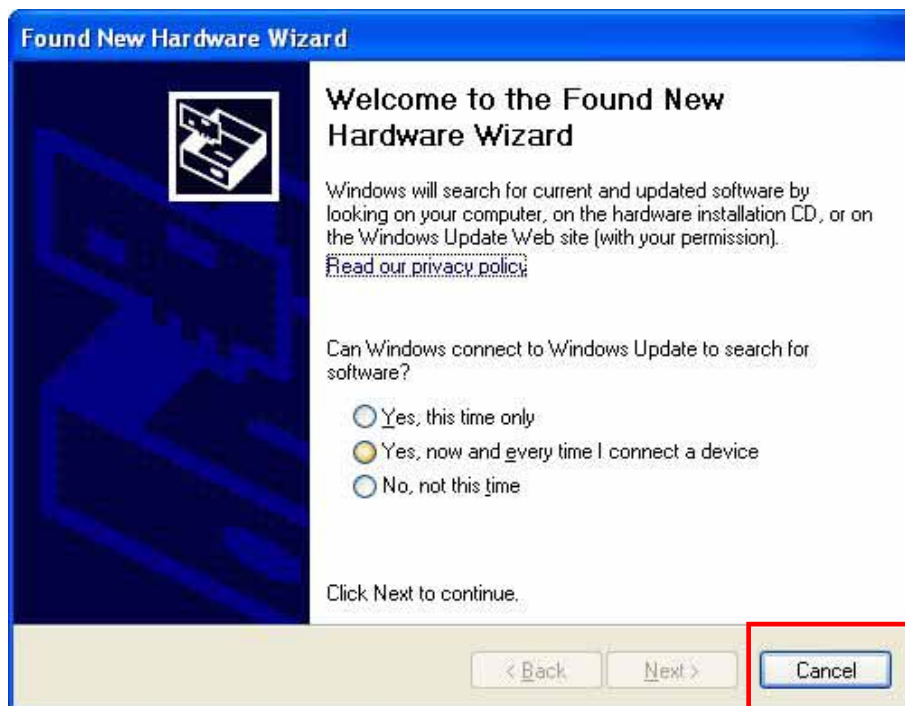 Found New Hardware Wizard
Welcome to the Found New
Hardware Wizard
Windows will search for current and updated software by
looking on your computer, on the hardware installation CD, or on
the Windows Update Web site (with your permission).
Read our privacy policy
Can Windows connect to Windows Update to search for
software?
Yes, this time only
Yes, now and every time I connect a device
No, not this time
Click Next to continue.
< Back Next > Cancel